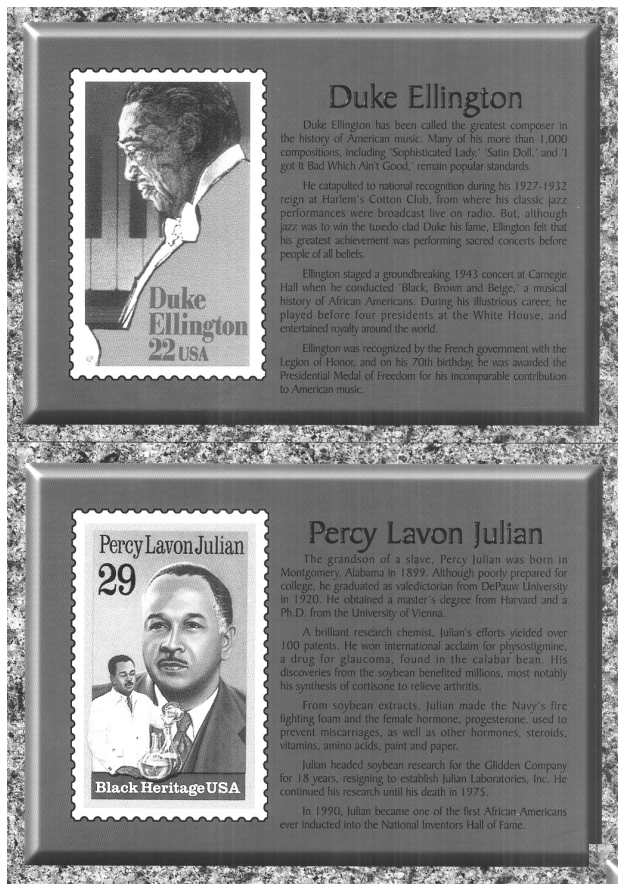 Duke Ellington
Duke Ellington has been called the greatest composer in
the history of American music. Many of his more than 1,000
compositions, including 'Sophisticated Lady,' 'Satin Doll,' and 'I
got It Bad Which Ain't Good,' remain popular standards.
He catapulted to national recognition during his 1927-1932
reign at Harlem's Cotton Club, from where his classic jazz
performances were broadcast live on radio. But, although
jazz was to win the tuxedo clad Duke his fame, Ellington felt that
his greatest achievement was performing sacred concerts before
people of all beliefs.
Ellington staged a groundbreaking 1943 concert at Carnegie
Hall when he conducted 'Black, Brown and Beige,' a musical
history of African Americans. During his illustrious career, he
played before four presidents at the White House, and
entertained royalty around the world.
Ellington was recognized by the French government with the
Legion of Honor, and on his 70th birthday, he was awarded the
Presidential Medal of Freedom for his incomparable contribution
to American music.
Duke
Ellington
22 USA
Percy Lavon Julian
The grandson of a slave, Percy Julian was born in
Montgomery, Alabama in 1899. Although poorly prepared for
college, he graduated as valedictorian from DePauw University
in 1920. He obtained a master's degree from Harvard and a
Ph.D. from the University of Vienna.
A brilliant research chemist, Julian's efforts yielded over
100 patents. He won international acclaim for physostigmine,
a drug for glaucoma, found in the calabar bean. His
discoveries from the soybean benefited millions, most notably
his synthesis of cortisone to relieve arthritis.
From soybean extracts, Julian made the Navy's fire
fighting foam and the female hormone, progesterone, used to
prevent miscarriages, as well as other hormones, steroids,
vitamins, amino acids, paint and paper.
Julian headed soybean research for the Glidden Company
for 18 years, resigning to establish Julian Laboratories, Inc. He
continued his research until his death in 1975.
In 1990, Julian became one of the first African Americans
ever inducted into the National Inventors Hall of Fame.
Percy Lavon Julian
29
Black Heritage USA